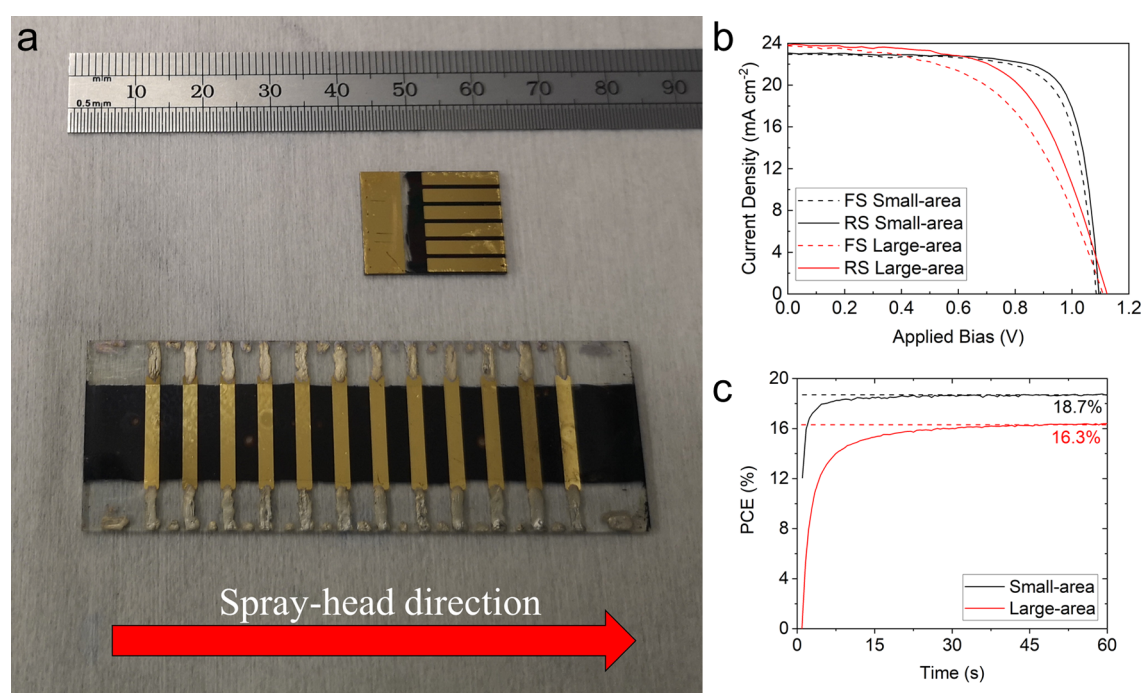 a
m/m
10 20 30 40 50 60 70 80 90
0.5 m/m
Spray-head direction
b
Current Density (mA cm⁻²)
24
20
16
12
8
4
0
FS Small-area
RS Small-area
FS Large-area
RS Large-area
0.0 0.2 0.4 0.6 0.8 1.0 1.2
Applied Bias (V)
c
PCE (%)
20
16
12
8
4
0
18.7%
16.3%
Small-area
Large-area
0 15 30 45 60
Time (s)